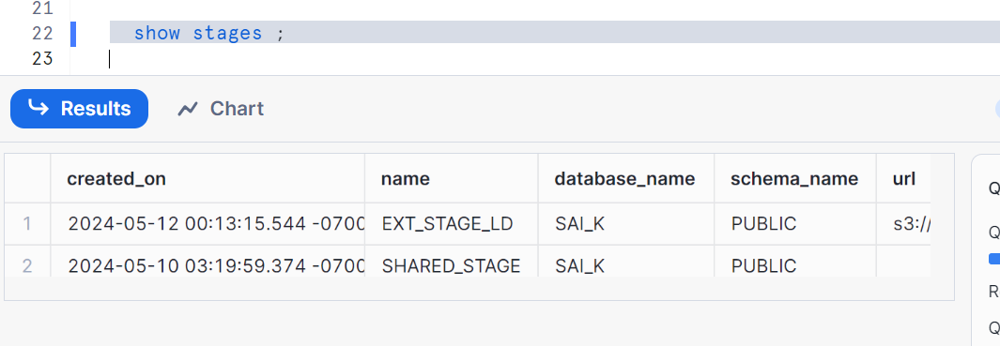 21
22 show stages ;
23
Results Chart
created_on name database_name schema_name url
1 2024-05-12 00:13:15.544 -0700 EXT_STAGE_LD SAI_K PUBLIC s3://
2 2024-05-10 03:19:59.374 -0700 SHARED_STAGE SAI_K PUBLIC
Q
Q
R
Q